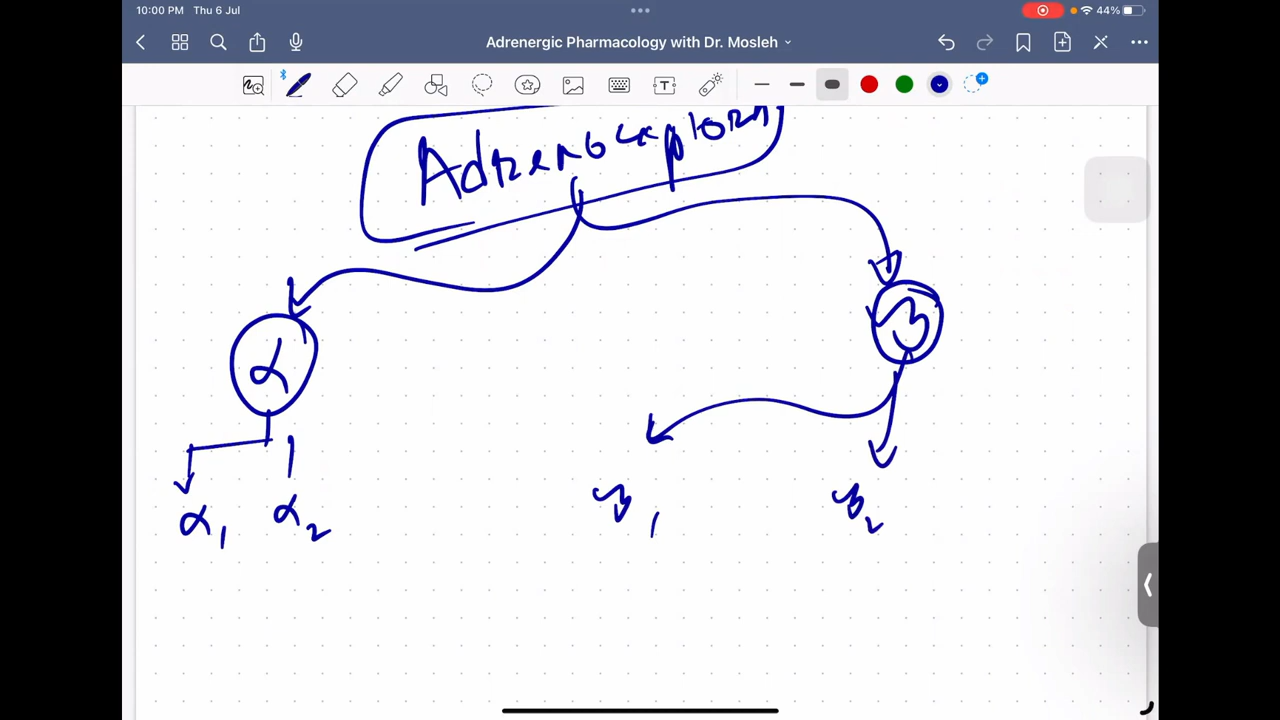 10:00 PM Thu 6 Jul
44%
Adrenergic Pharmacology with Dr. Mosleh
Adrenoceptors
α
β
α1 α2 β1 β2